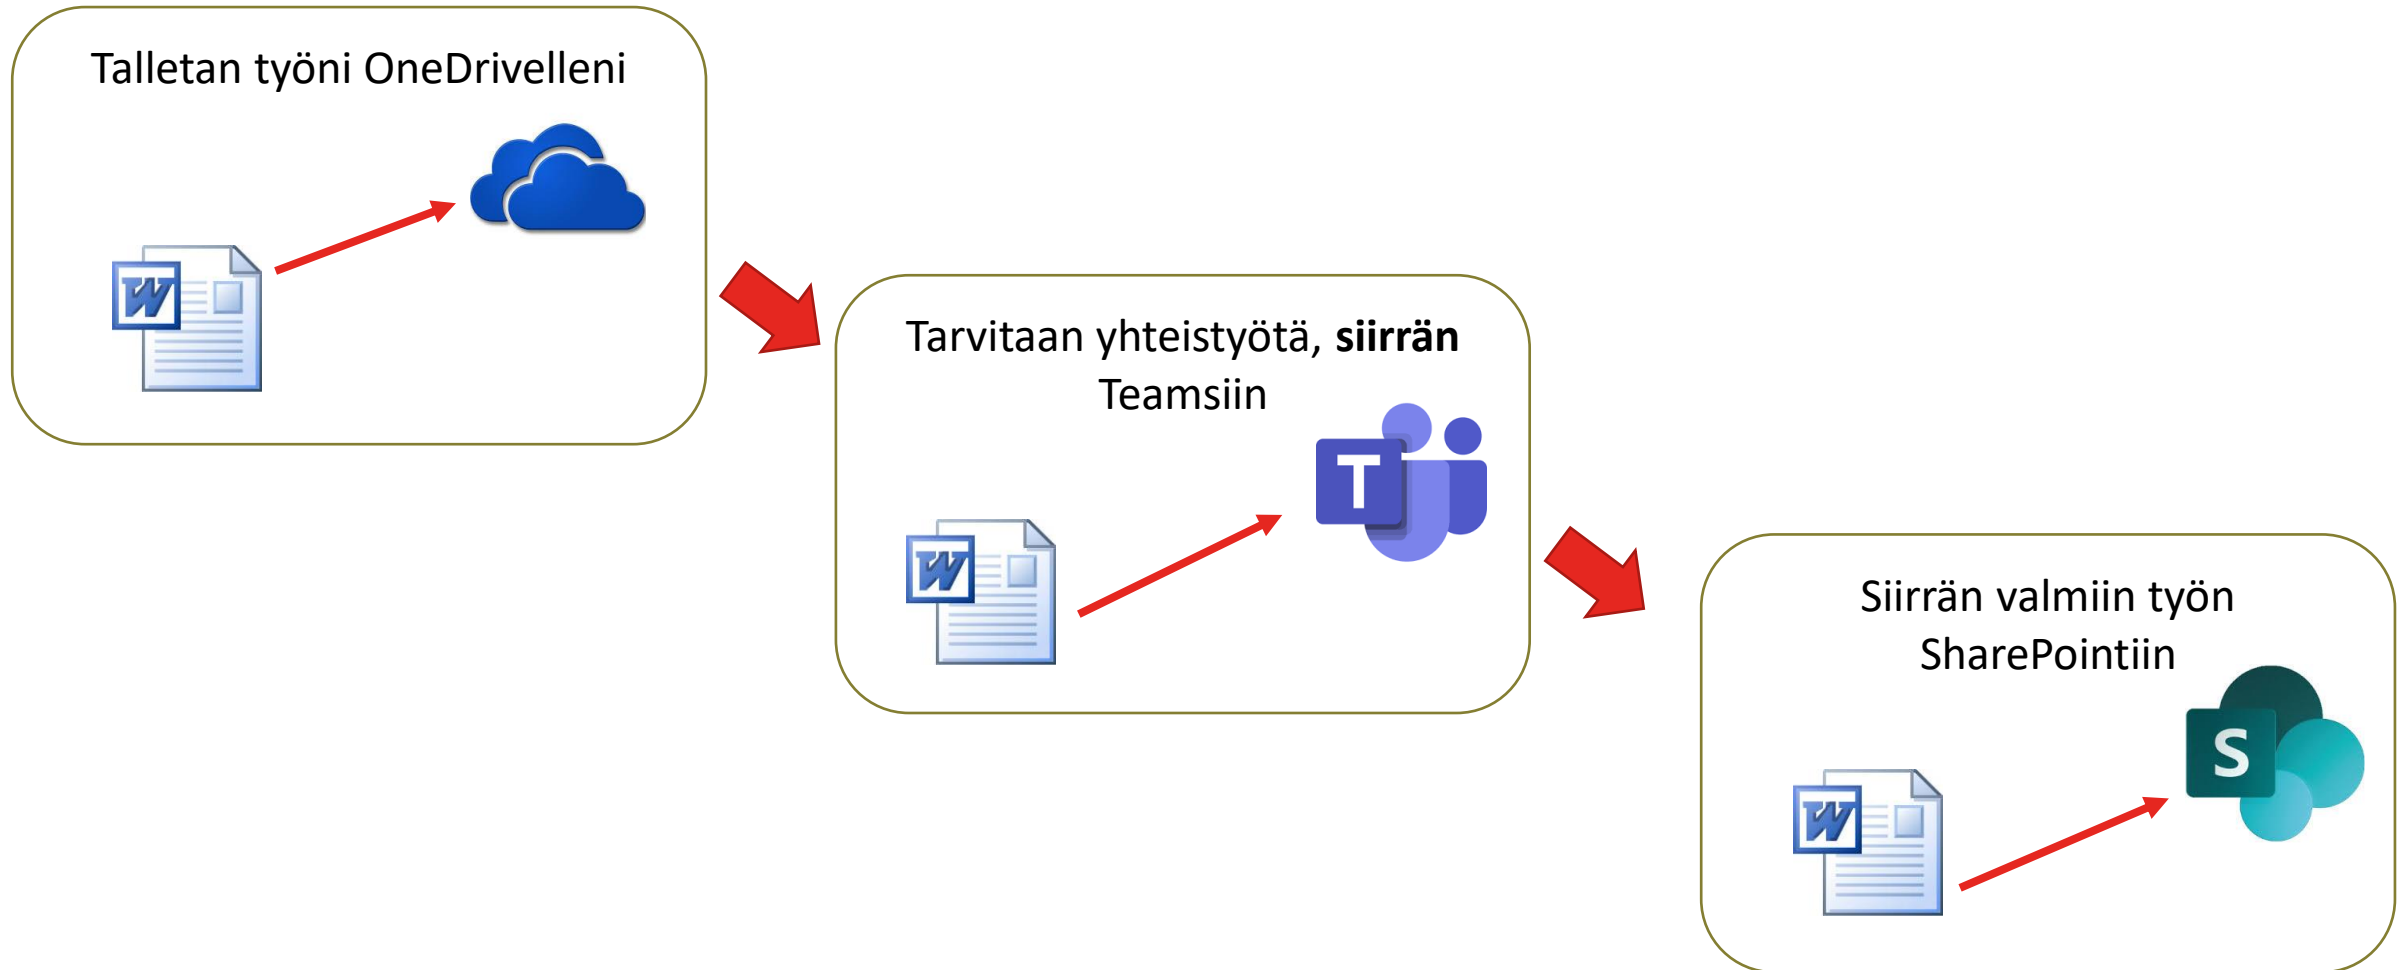 Talletan työni OneDrivelleni
W
Tarvitaan yhteistyötä, siirrän
Teamsiin
T
W
Siirrän valmiin työn
SharePointiin
S
W